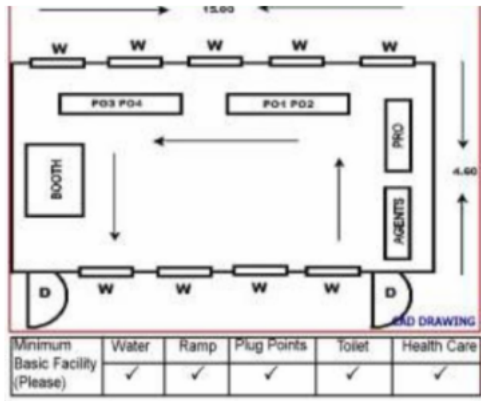 15.00
W W W W W
PO3 PO4 PO1 PO2
PRO
BOOTH
4.60
AGENTS
D W W W W D
CAD DRAWING
Minimum Basic Facility (Please) Water Ramp Plug Points Toilet Health Care
✓ ✓ ✓ ✓ ✓